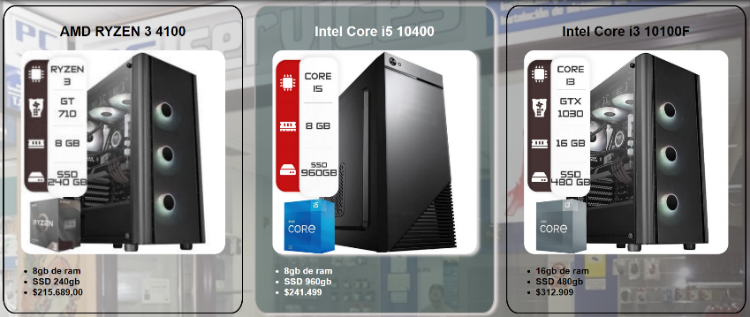 AMD RYZEN 3 4100
RYZEN
3
GT
710
8 GB
SSD
240 GB
RYZEN
8gb de ram
SSD 240gb
$215.689,00
Intel Core i5 10400
CORE
I5
8 GB
SSD
960GB
i5
CORE
8gb de ram
SSD 960gb
$241.499
Intel Core i3 10100F
CORE
I3
GTX
1030
16 GB
SSD
480 GB
i3
CORE
16gb de ram
SSD 480gb
$312.909